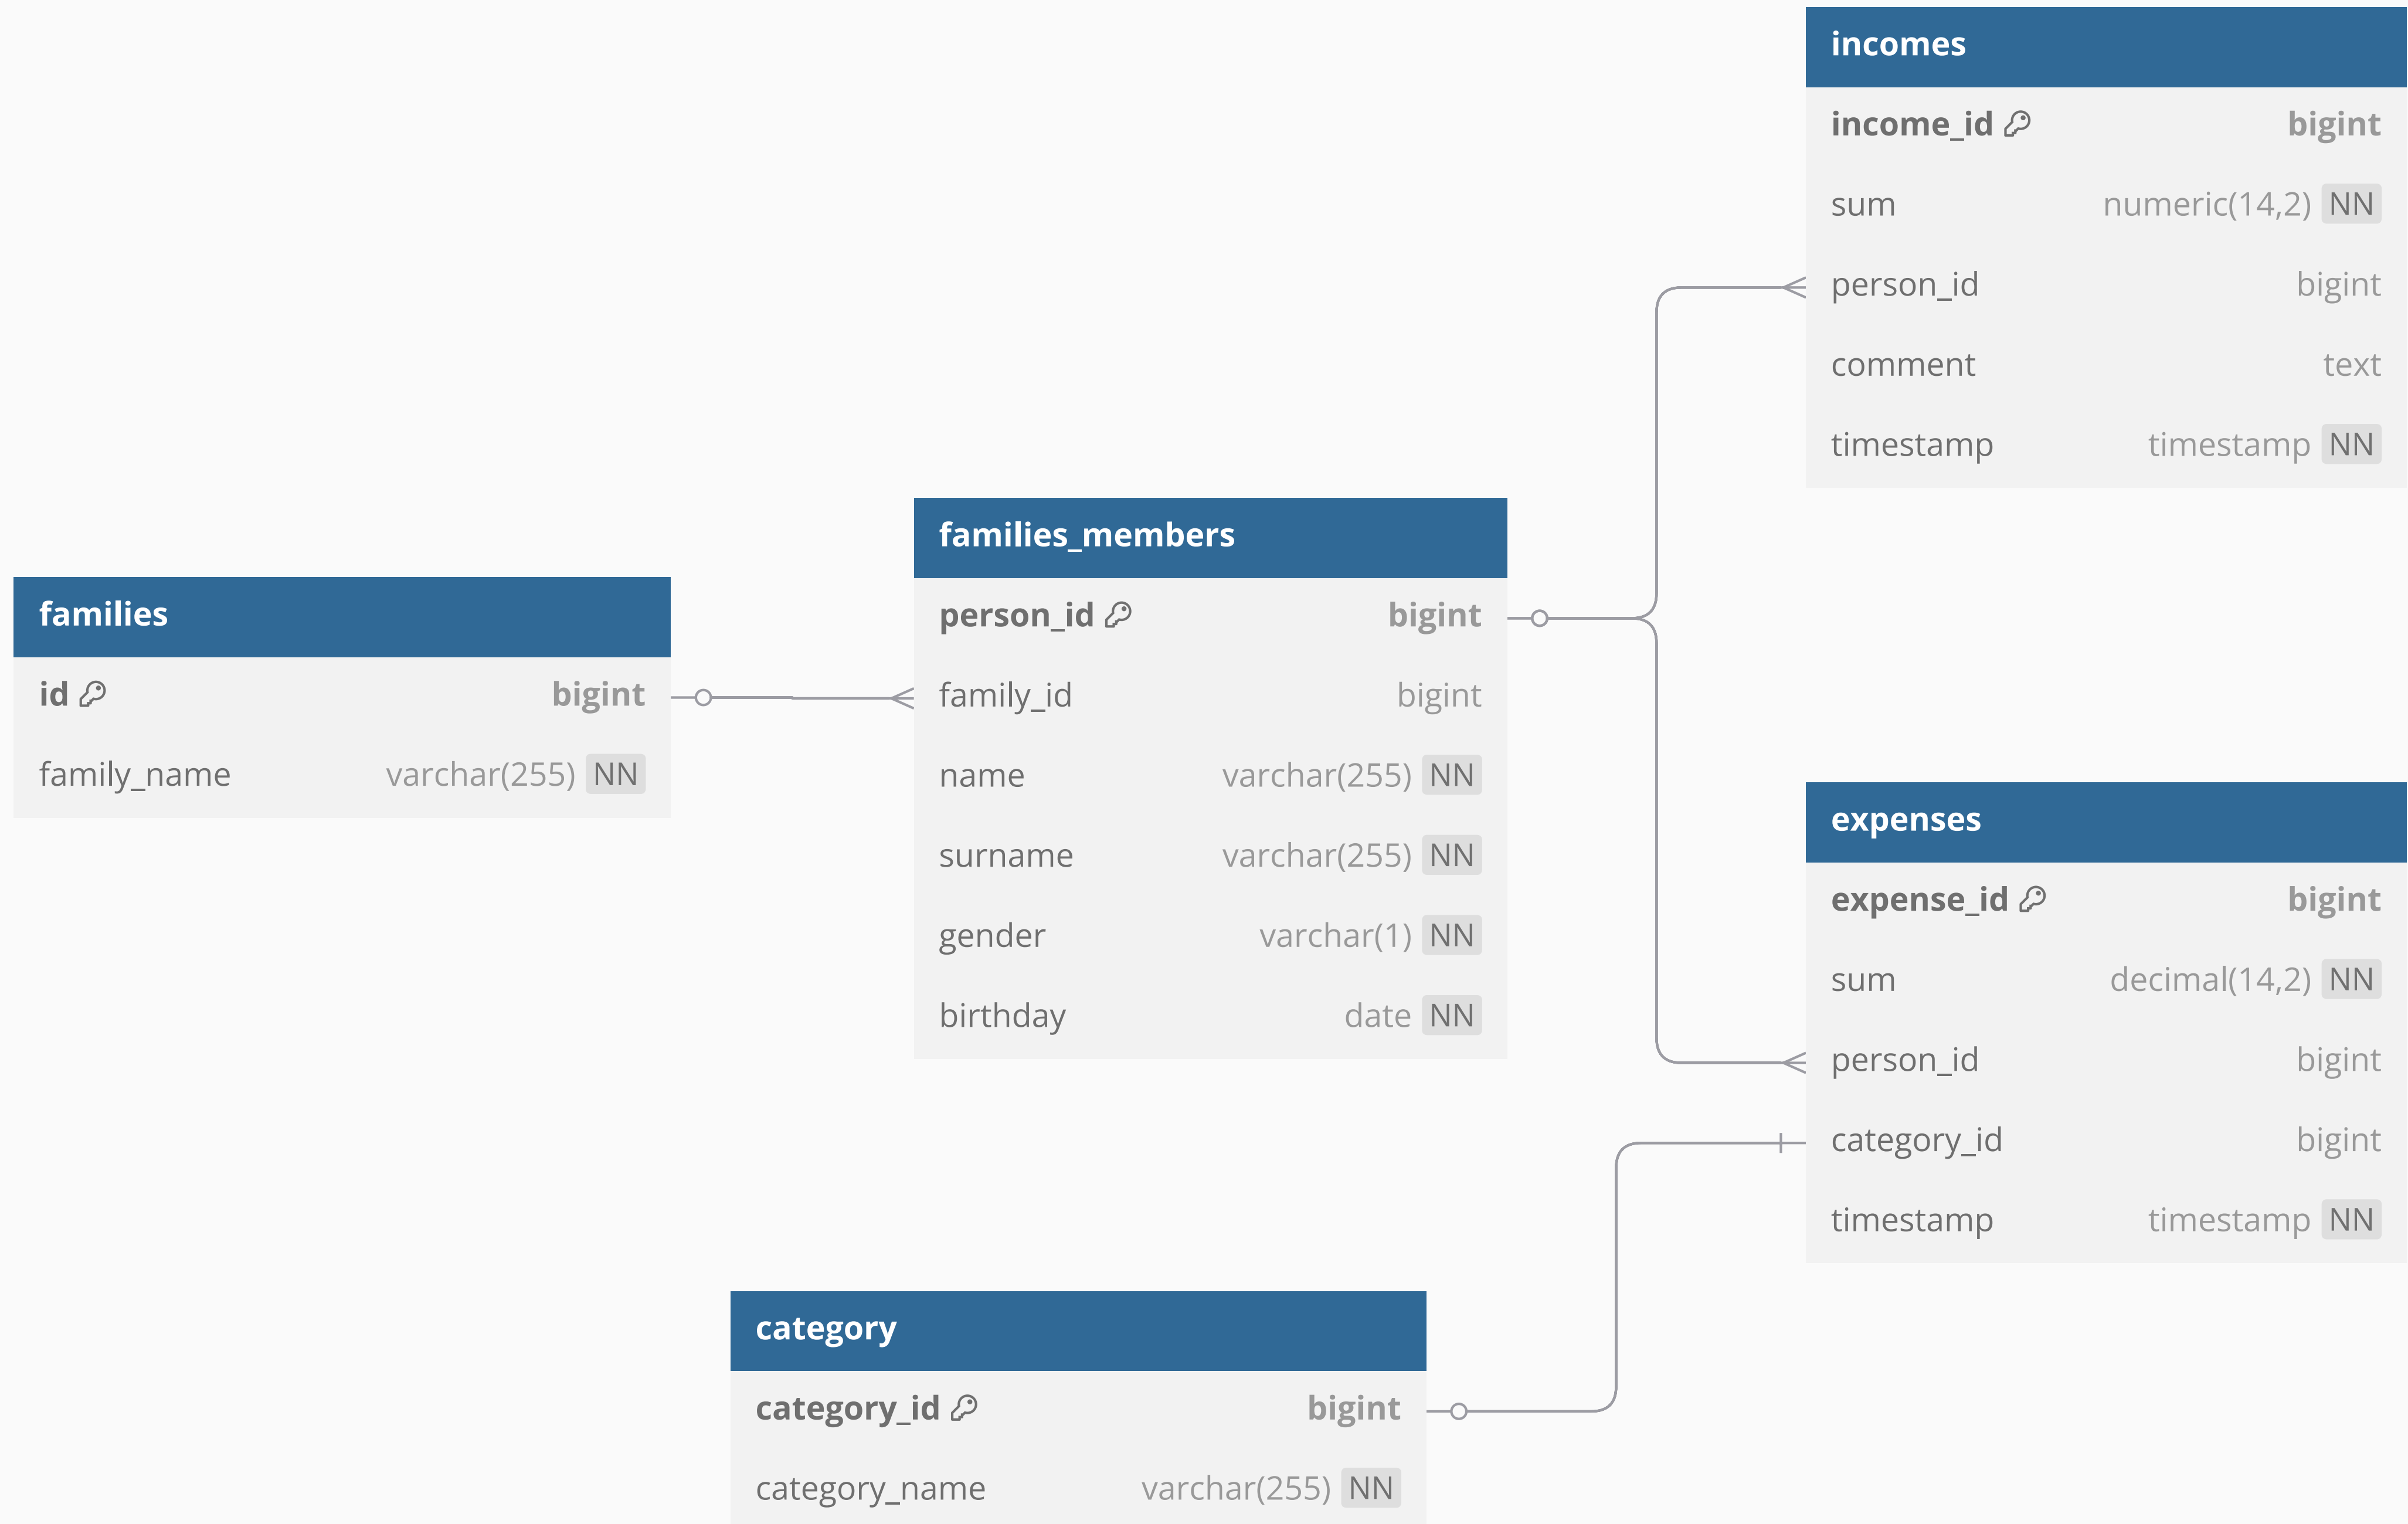 incomes
income_id bigint
sum numeric(14,2) NN
person_id bigint
comment text
timestamp timestamp NN
families_members
person_id bigint
family_id bigint
name varchar(255) NN
surname varchar(255) NN
gender varchar(1) NN
birthday date NN
families
id bigint
family_name varchar(255) NN
expenses
expense_id bigint
sum decimal(14,2) NN
person_id bigint
category_id bigint
timestamp timestamp NN
category
category_id bigint
category_name varchar(255) NN